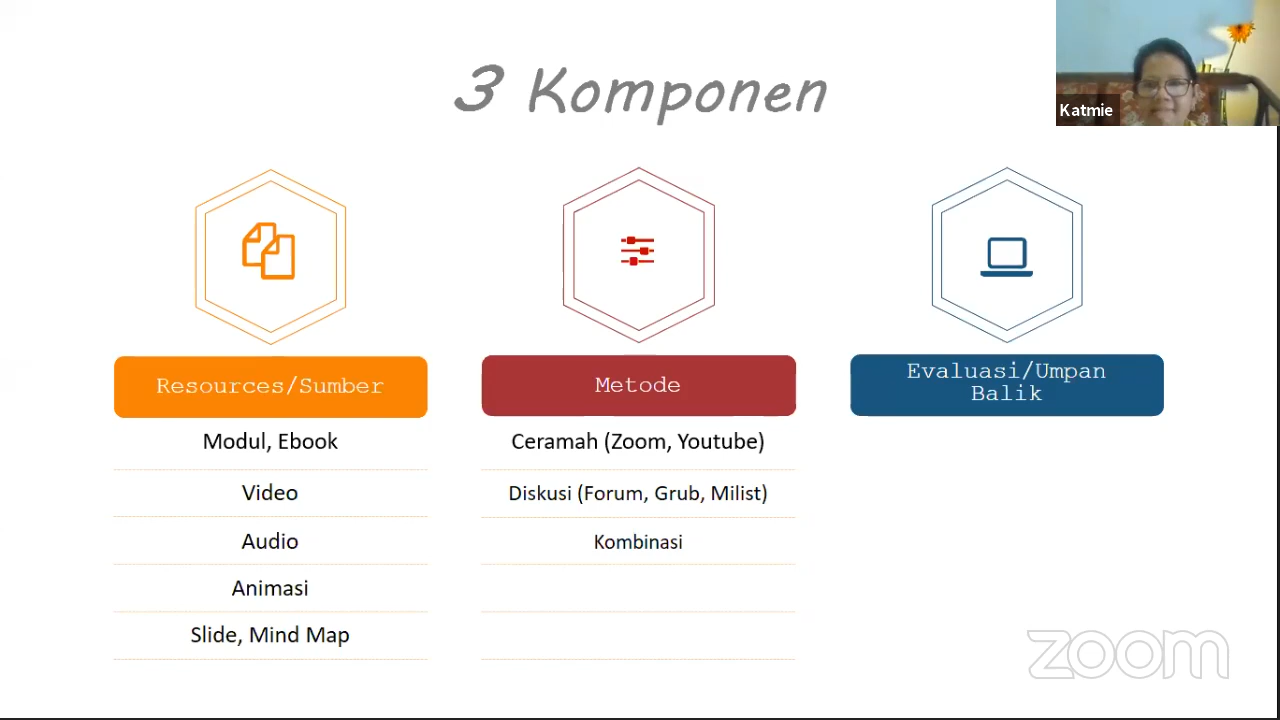 3 Komponen
Katmie
Resources/Sumber
Modul, Ebook
Video
Audio
Animasi
Slide, Mind Map
Metode
Ceramah (Zoom, Youtube)
Diskusi (Forum, Grub, Milist)
Kombinasi
Evaluasi/Umpan
Balik
zoom